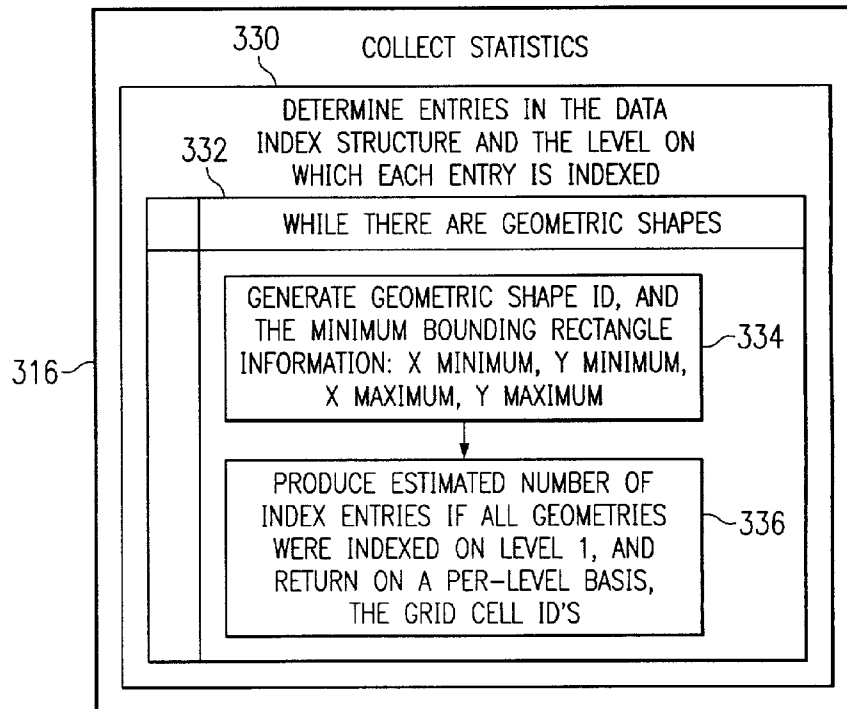 330
COLLECT STATISTICS
DETERMINE ENTRIES IN THE DATA
INDEX STRUCTURE AND THE LEVEL ON
332
WHICH EACH ENTRY IS INDEXED
WHILE THERE ARE GEOMETRIC SHAPES
GENERATE GEOMETRIC SHAPE ID, AND
THE MINIMUM BOUNDING RECTANGLE
INFORMATION: X MINIMUM, Y MINIMUM,
X MAXIMUM, Y MAXIMUM
334
316
PRODUCE ESTIMATED NUMBER OF
INDEX ENTRIES IF ALL GEOMETRIES
WERE INDEXED ON LEVEL 1, AND
RETURN ON A PER-LEVEL BASIS,
THE GRID CELL ID'S
336